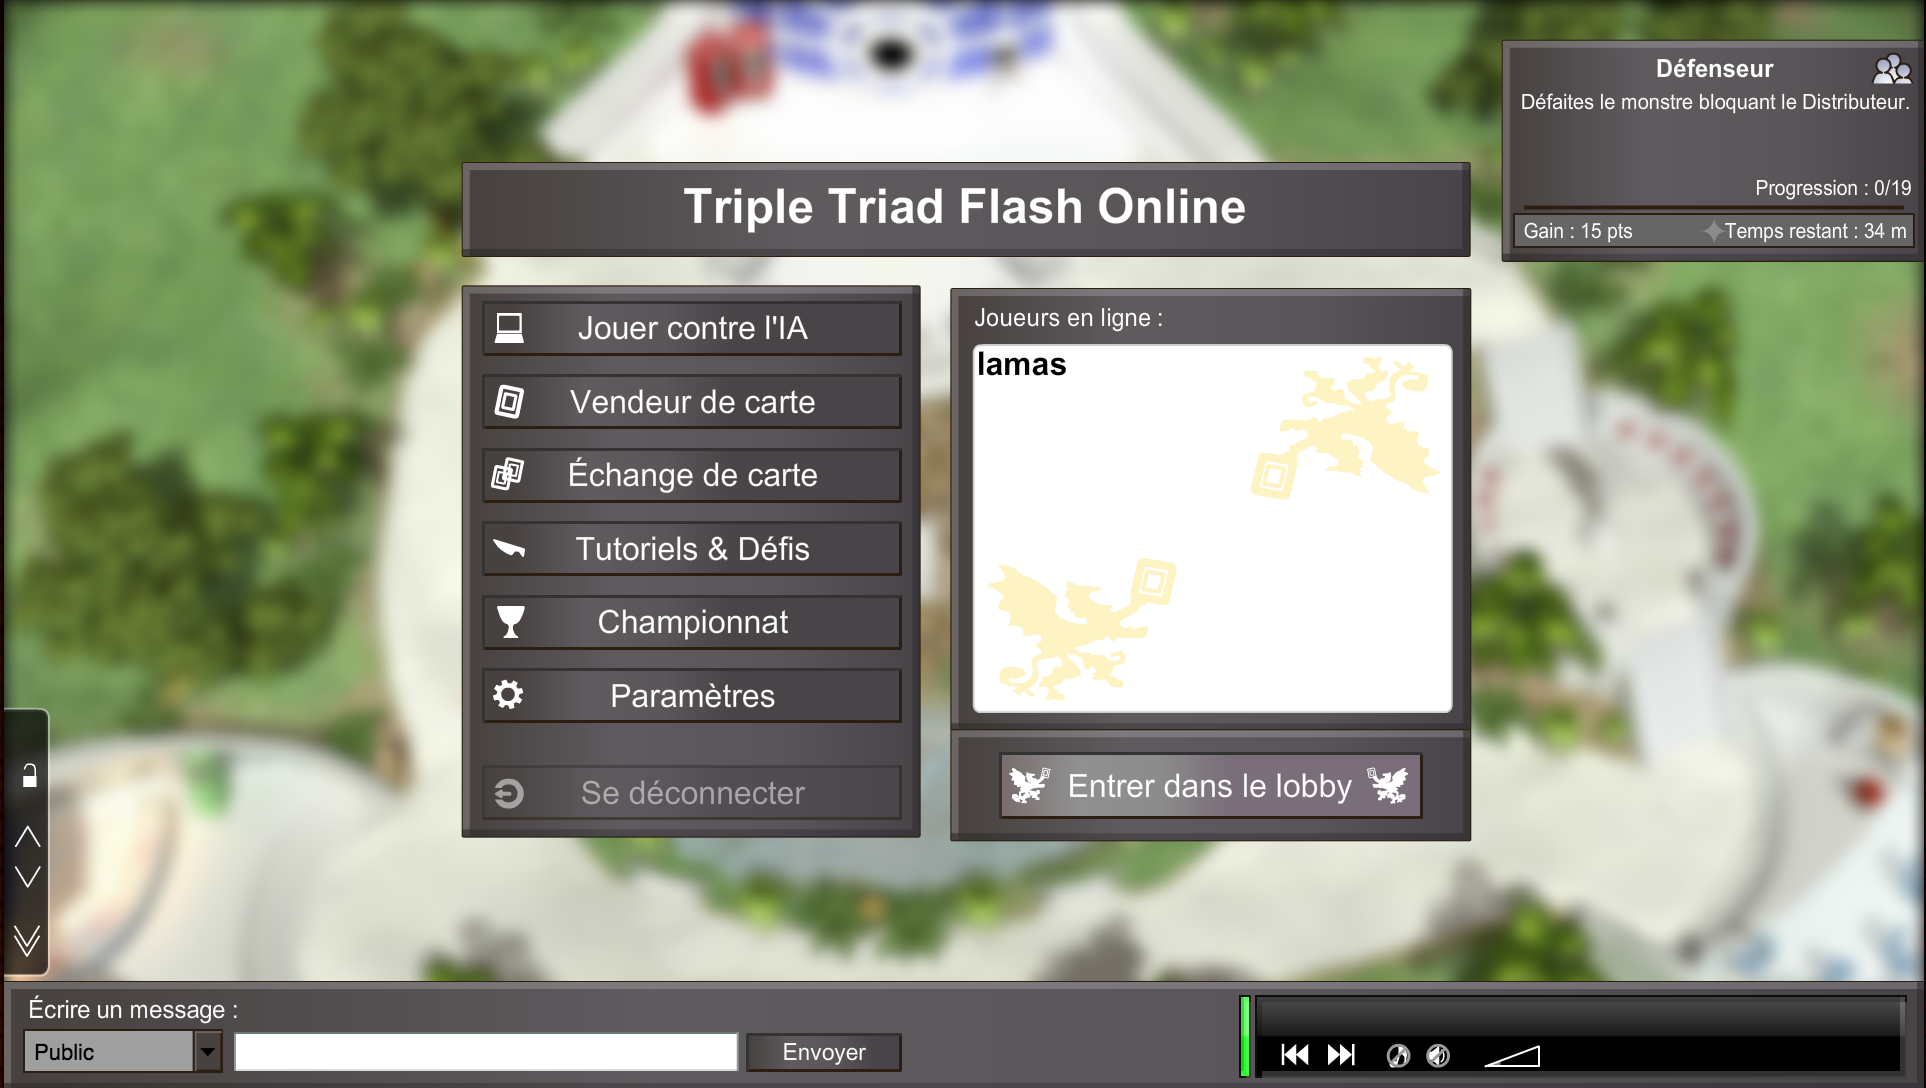 Défenseur
Défaites le monstre bloquant le Distributeur.
Progression : 0/19
Gain : 15 pts
Temps restant : 34 m
Triple Triad Flash Online
Jouer contre l'IA
Vendeur de carte
Échange de carte
Tutoriels & Défis
Championnat
Paramètres
Se déconnecter
Joueurs en ligne :
lamas
Entrer dans le lobby
Écrire un message :
Public
Envoyer